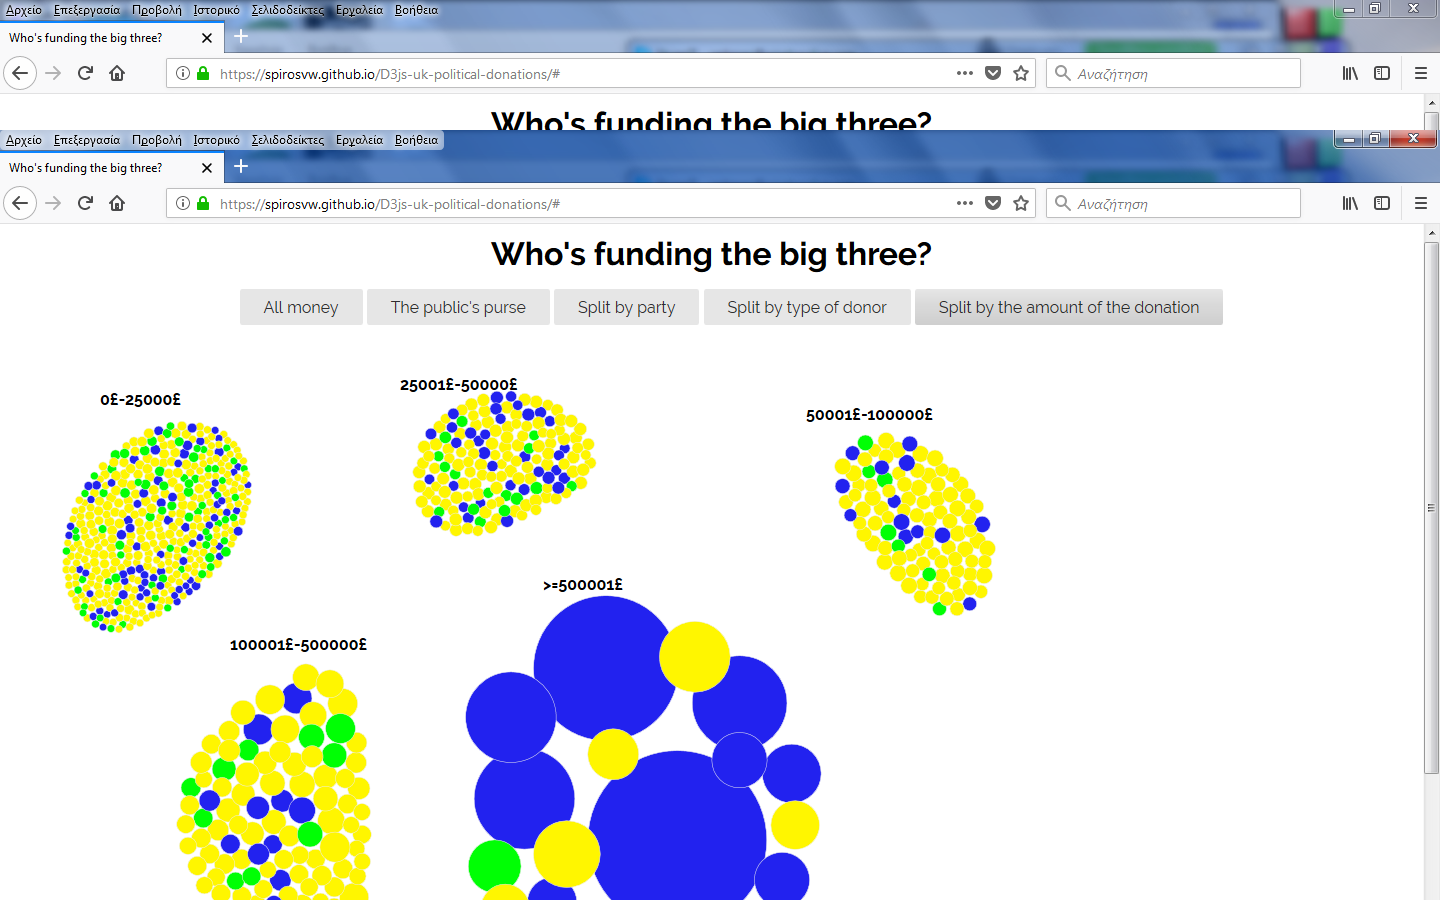 Αρχείο Επεξεργασία Προβολή Ιστορικό Σελιδοδείκτες Εργαλεία Βοήθεια
Who's funding the big three?
https://spirosvw.github.io/D3js-uk-political-donations/#
Αναζήτηση
Who's funding the big three?
Αρχείο Επεξεργασία Προβολή Ιστορικό Σελιδοδείκτες Εργαλεία Βοήθεια
Who's funding the big three?
https://spirosvw.github.io/D3js-uk-political-donations/#
Αναζήτηση
Who's funding the big three?
All money The public's purse Split by party Split by type of donor Split by the amount of the donation
25001£-50000£
0£-25000£
50001£-100000£
>=500001£
100001£-500000£